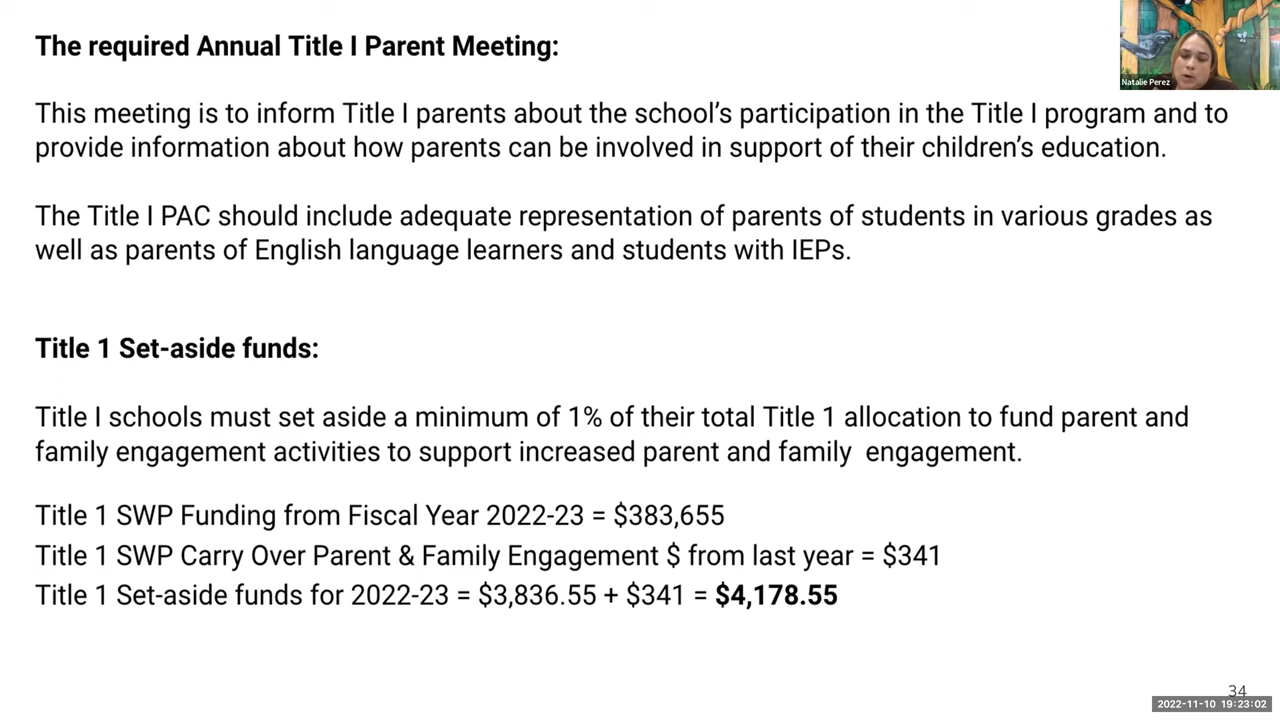 The required Annual Title I Parent Meeting:
Natalie Perez
This meeting is to inform Title I parents about the school's participation in the Title I program and to
provide information about how parents can be involved in support of their children's education.
The Title I PAC should include adequate representation of parents of students in various grades as
well as parents of English language learners and students with IEPs.
Title 1 Set-aside funds:
Title I schools must set aside a minimum of 1% of their total Title 1 allocation to fund parent and
family engagement activities to support increased parent and family  engagement.
Title 1 SWP Funding from Fiscal Year 2022-23 = $383,655
Title 1 SWP Carry Over Parent & Family Engagement $ from last year = $341
Title 1 Set-aside funds for 2022-23 = $3,836.55 + $341 = $4,178.55
34
2022-11-10 19:23:02